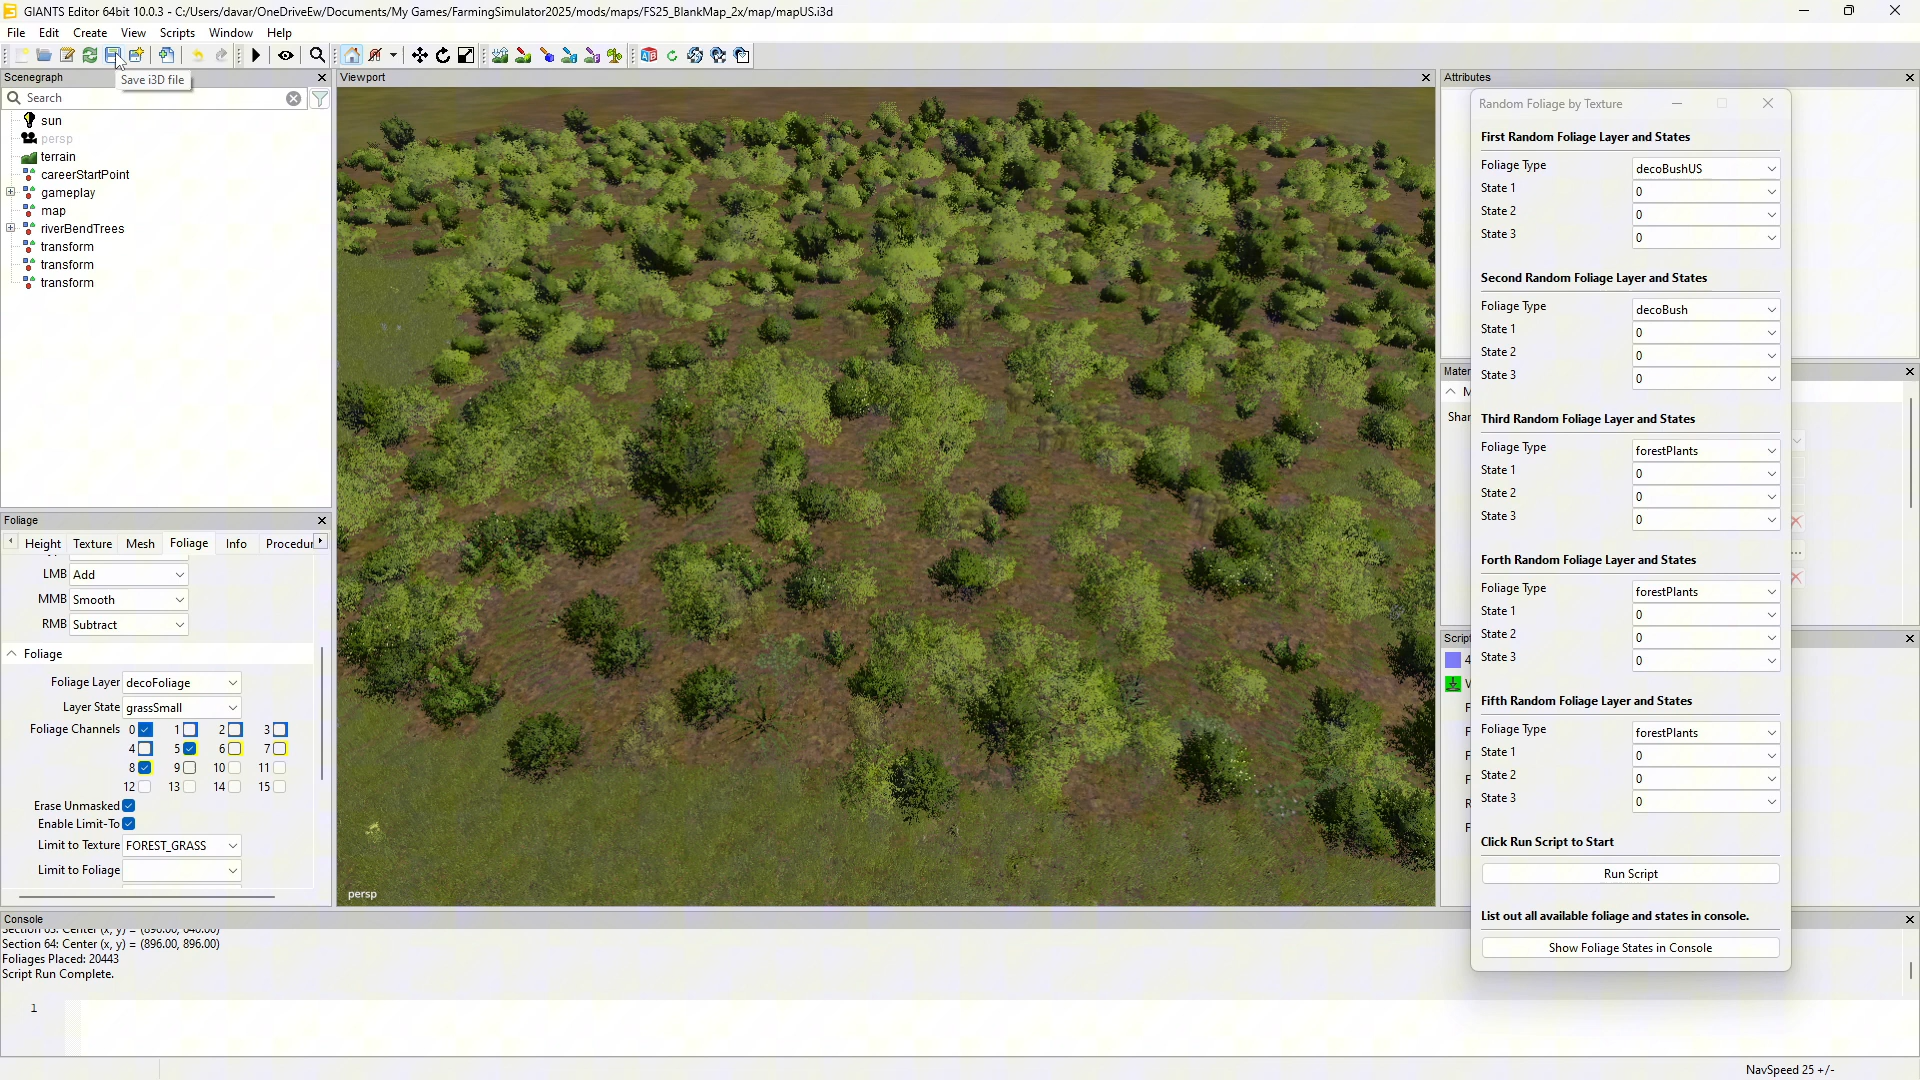 GIANTS Editor 64bit 10.0.3 - C:/Users/davar/OneDriveEw/Documents/My Games/FarmingSimulator2025/mods/maps/FS25_BlankMap_2x/map/mapUS.i3d
File Edit Create View Scripts Window Help
Save i3D file
Scenegraph
Search
sun
persp
terrain
careerStartPoint
gameplay
map
riverBendTrees
transform
transform
transform
Foliage
Height Texture Mesh Foliage Info Procedur
LMB Add
MMB Smooth
RMB Subtract
Foliage
Foliage Layer decoFoliage
Layer State grassSmall
Foliage Channels 0 1 2 3
4 5 6 7
8 9 10 11
12 13 14 15
Erase Unmasked
Enable Limit-To
Limit to Texture FOREST_GRASS
Limit to Foliage
Viewport
persp
Attributes
Random Foliage by Texture
First Random Foliage Layer and States
Foliage Type decoBushUS
State 1 0
State 2 0
State 3 0
Second Random Foliage Layer and States
Foliage Type decoBush
State 1 0
State 2 0
State 3 0
Third Random Foliage Layer and States
Foliage Type forestPlants
State 1 0
State 2 0
State 3 0
Forth Random Foliage Layer and States
Foliage Type forestPlants
State 1 0
State 2 0
State 3 0
Fifth Random Foliage Layer and States
Foliage Type forestPlants
State 1 0
State 2 0
State 3 0
Click Run Script to Start
Run Script
List out all available foliage and states in console.
Show Foliage States in Console
Mater
Shar
Script
Console
Section 63: Center (x, y) = (896.00, 640.00)
Section 64: Center (x, y) = (896.00, 896.00)
Foliages Placed: 20443
Script Run Complete.
1
NavSpeed 25 +/-